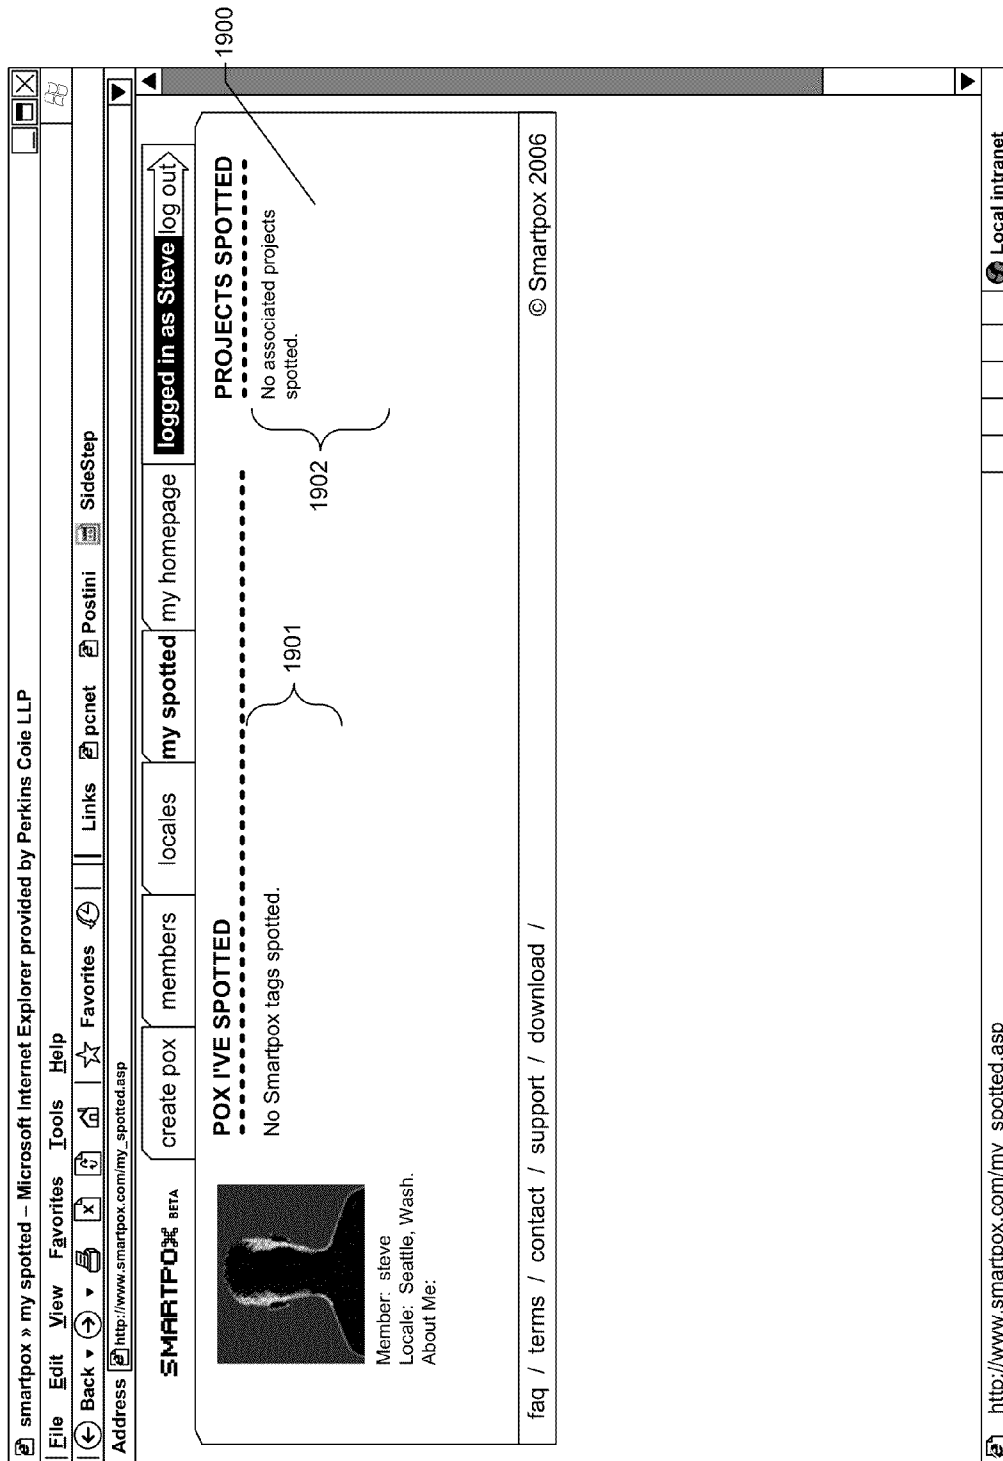 smartpox » my spotted – Microsoft Internet Explorer provided by Perkins Coie LLP
File Edit View Favorites Tools Help
Back Favorites Links pcnet Postini SideStep
Address http://www.smartpox.com/my_spotted.asp
SMARTPOX BETA create pox members locales my spotted my homepage logged in as Steve log out
POX I'VE SPOTTED
No Smartpox tags spotted.
PROJECTS SPOTTED
No associated projects
spotted.
1900
1901
1902
Member: steve
Locale: Seattle, Wash.
About Me:
faq / terms / contact / support / download /
© Smartpox 2006
http://www.smartpox.com/my_spotted.asp
Local intranet